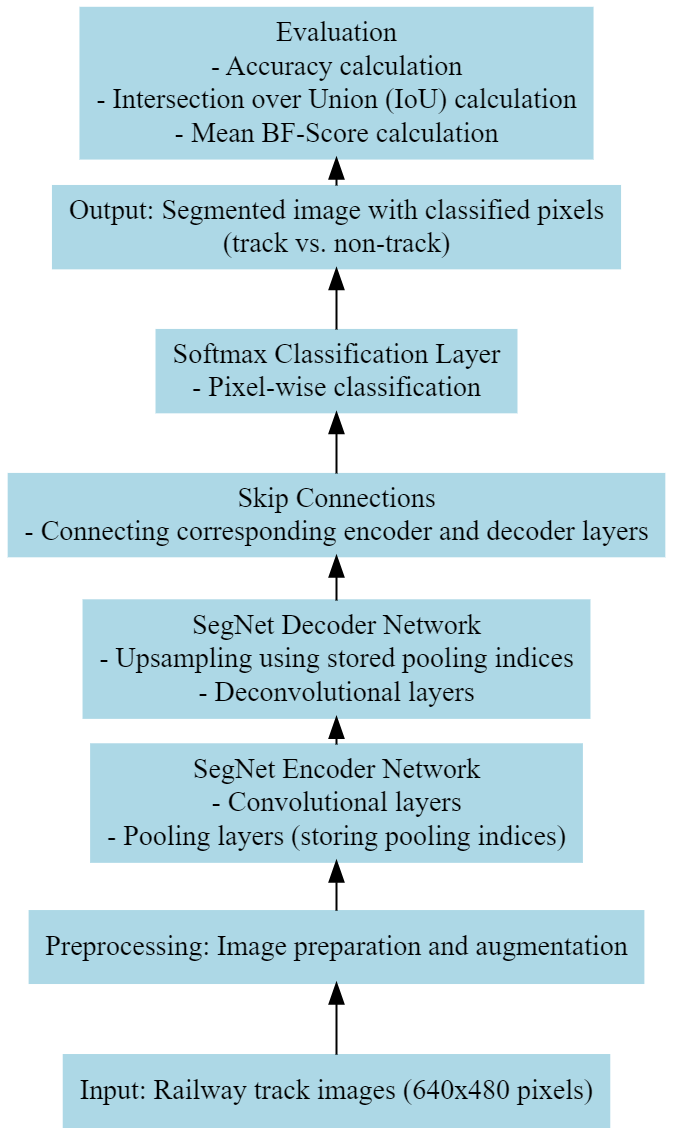 Evaluation
- Accuracy calculation
- Intersection over Union (IoU) calculation
- Mean BF-Score calculation
Output: Segmented image with classified pixels
(track vs. non-track)
Softmax Classification Layer
- Pixel-wise classification
Skip Connections
- Connecting corresponding encoder and decoder layers
SegNet Decoder Network
- Upsampling using stored pooling indices
- Deconvolutional layers
SegNet Encoder Network
- Convolutional layers
- Pooling layers (storing pooling indices)
Preprocessing: Image preparation and augmentation
Input: Railway track images (640x480 pixels)